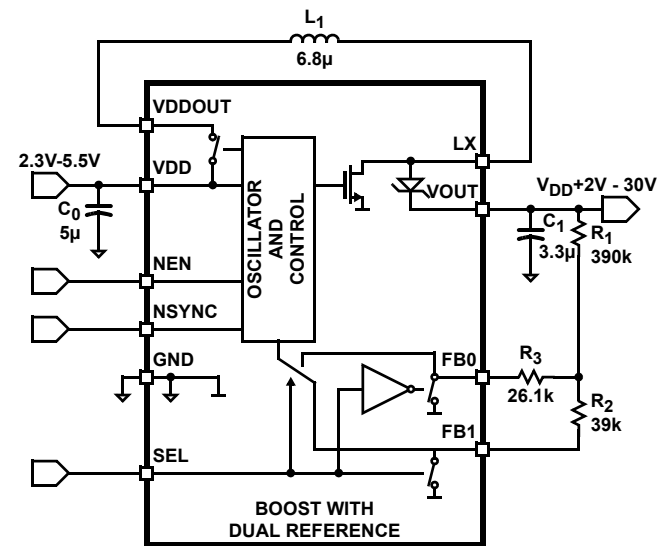 L1
6.8µ
VDDOUT
2.3V-5.5V
VDD
C0
5µ
OSCILLATOR
AND
CONTROL
LX
VOUT
VDD+2V - 30V
C1
3.3µ
R1
390k
NEN
NSYNC
GND
FB0
R3
26.1k
R2
39k
FB1
SEL
BOOST WITH
DUAL REFERENCE